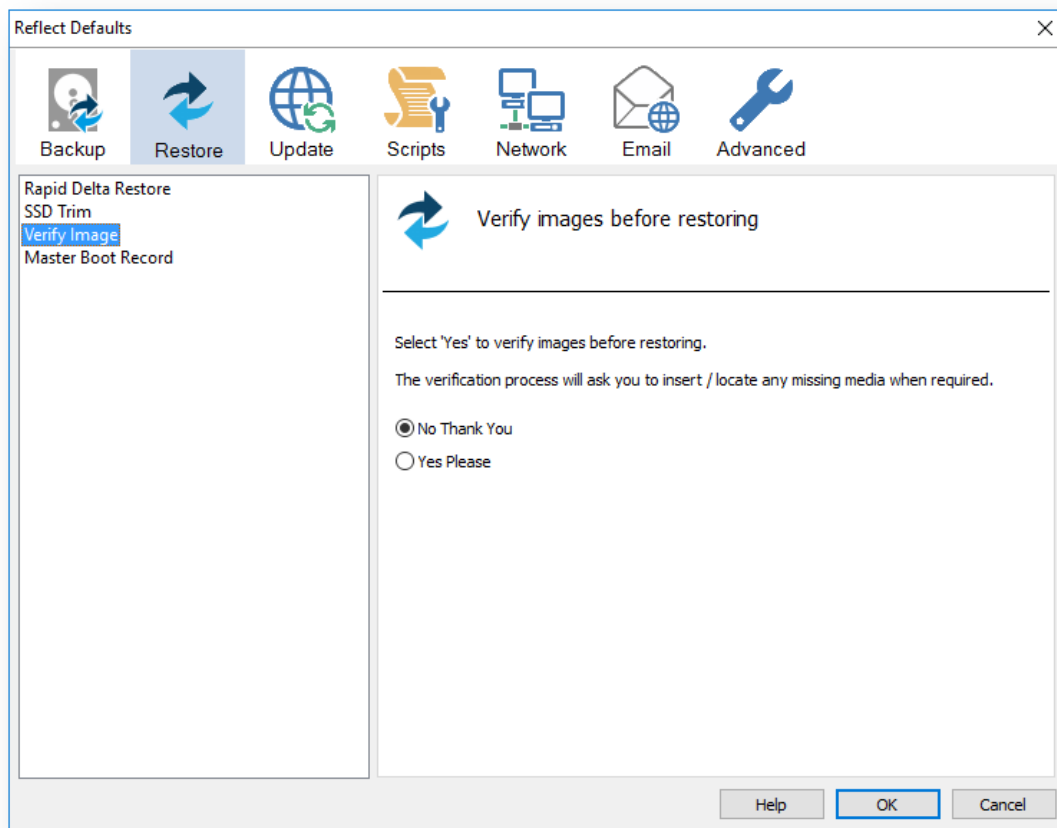 Reflect Defaults
Backup Restore Update Scripts Network Email Advanced
Rapid Delta Restore
SSD Trim
Verify Image
Master Boot Record
Verify images before restoring
Select 'Yes' to verify images before restoring.
The verification process will ask you to insert / locate any missing media when required.
No Thank You
Yes Please
Help OK Cancel